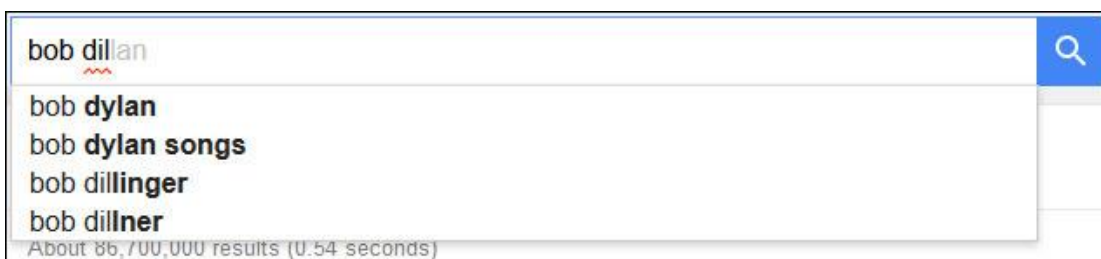 bob dillan
bob dylan
bob dylan songs
bob dillinger
bob dillner
About 86,700,000 results (0.54 seconds)